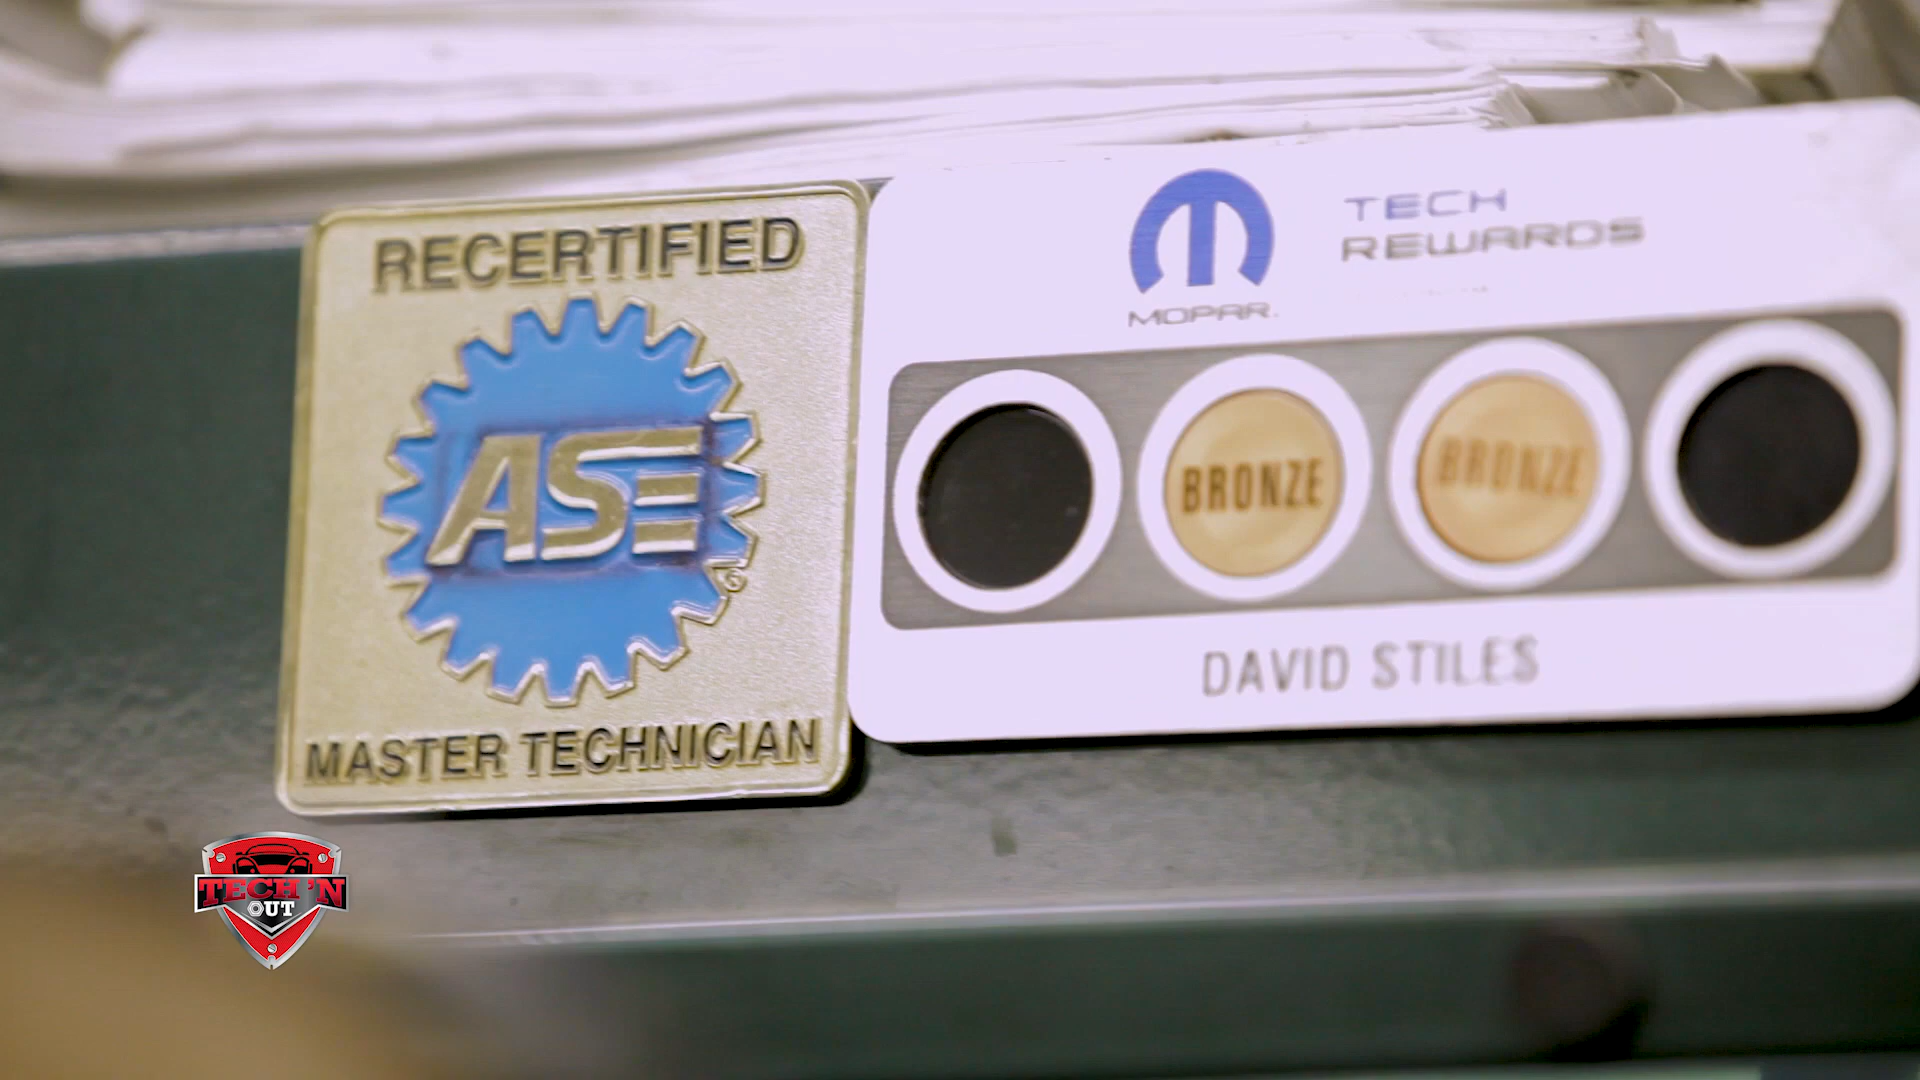 RECERTIFIED
ASE
MASTER TECHNICIAN
MOPAR.
TECH
REWARDS
BRONZE
BRONZE
DAVID STILES
TECH 'N
OUT